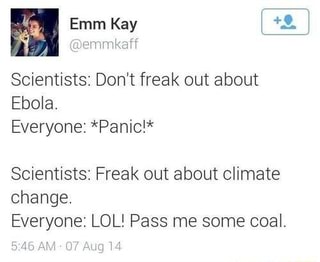 Emm Kay
@emmkaff
Scientists: Don't freak out about
Ebola.
Everyone: *Panic!*
Scientists: Freak out about climate
change.
Everyone: LOL! Pass me some coal.
5:46 AM · 07 Aug 14